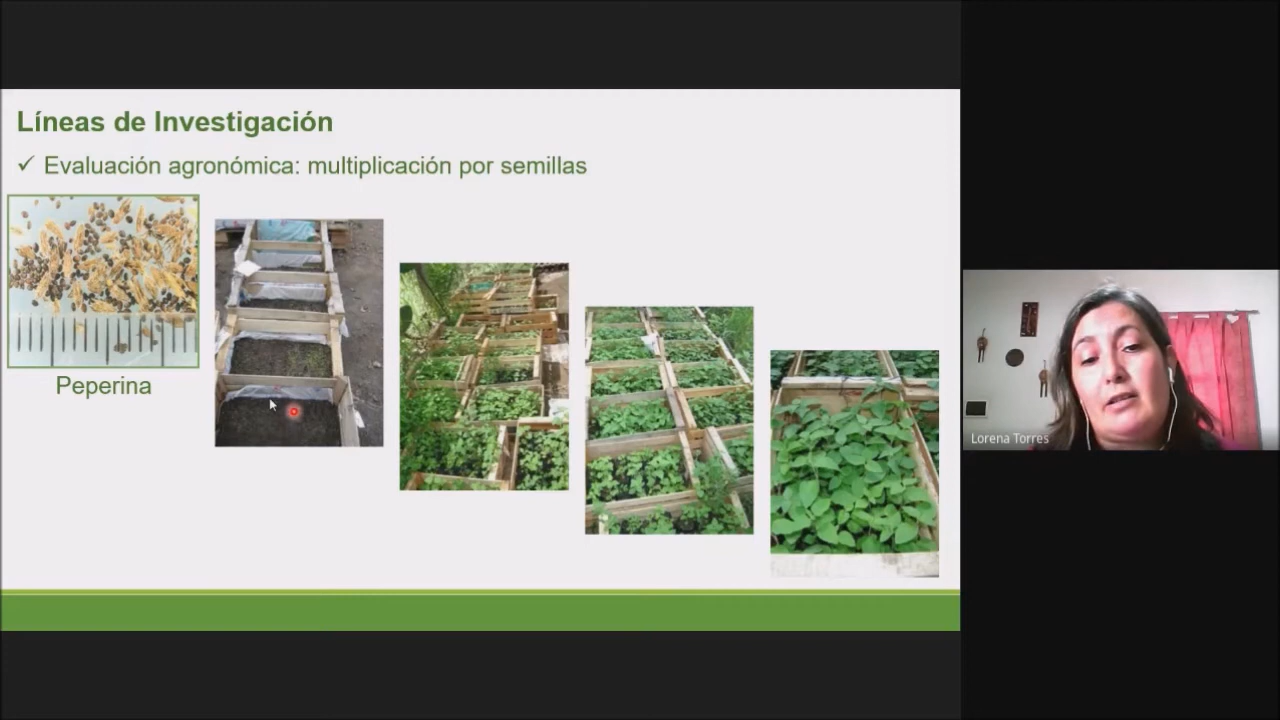 Líneas de Investigación
✓ Evaluación agronómica: multiplicación por semillas
Peperina
Lorena Torres